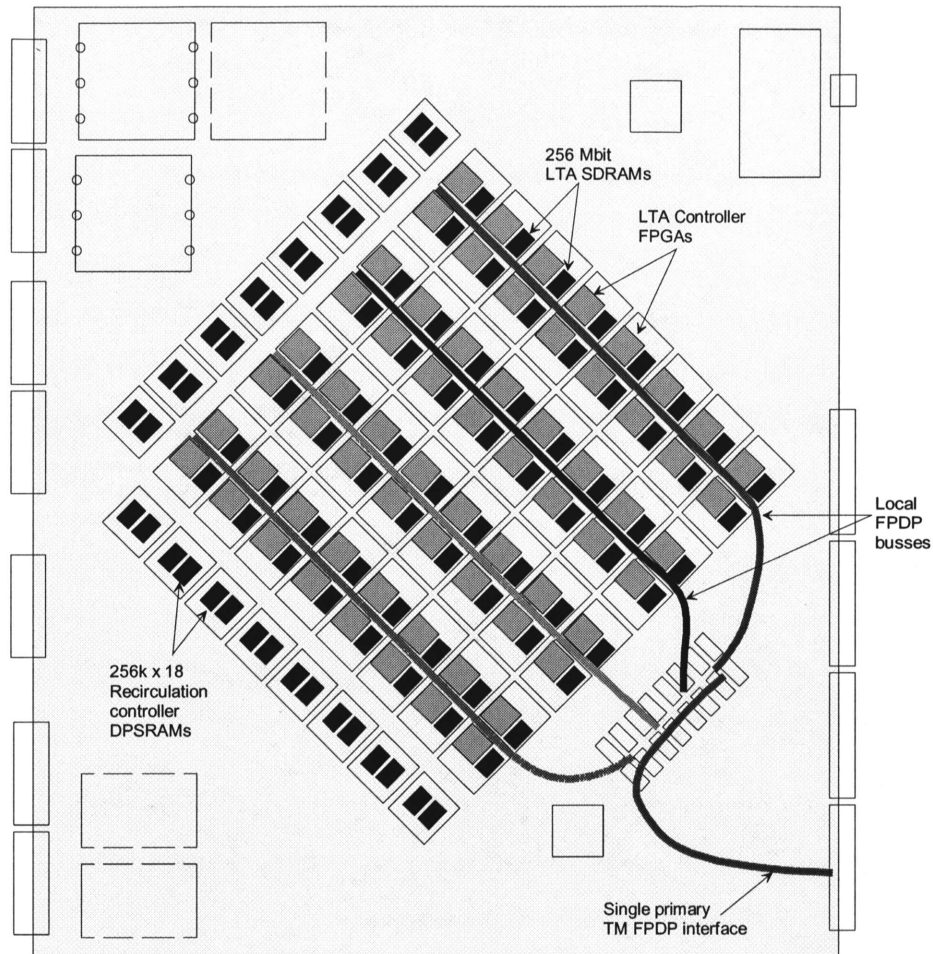 256 Mbit
LTA SDRAMs
LTA Controller
FPGAs
Local
FPDP
busses
256k x 18
Recirculation
controller
DPSRAMs
Single primary
TM FPDP interface